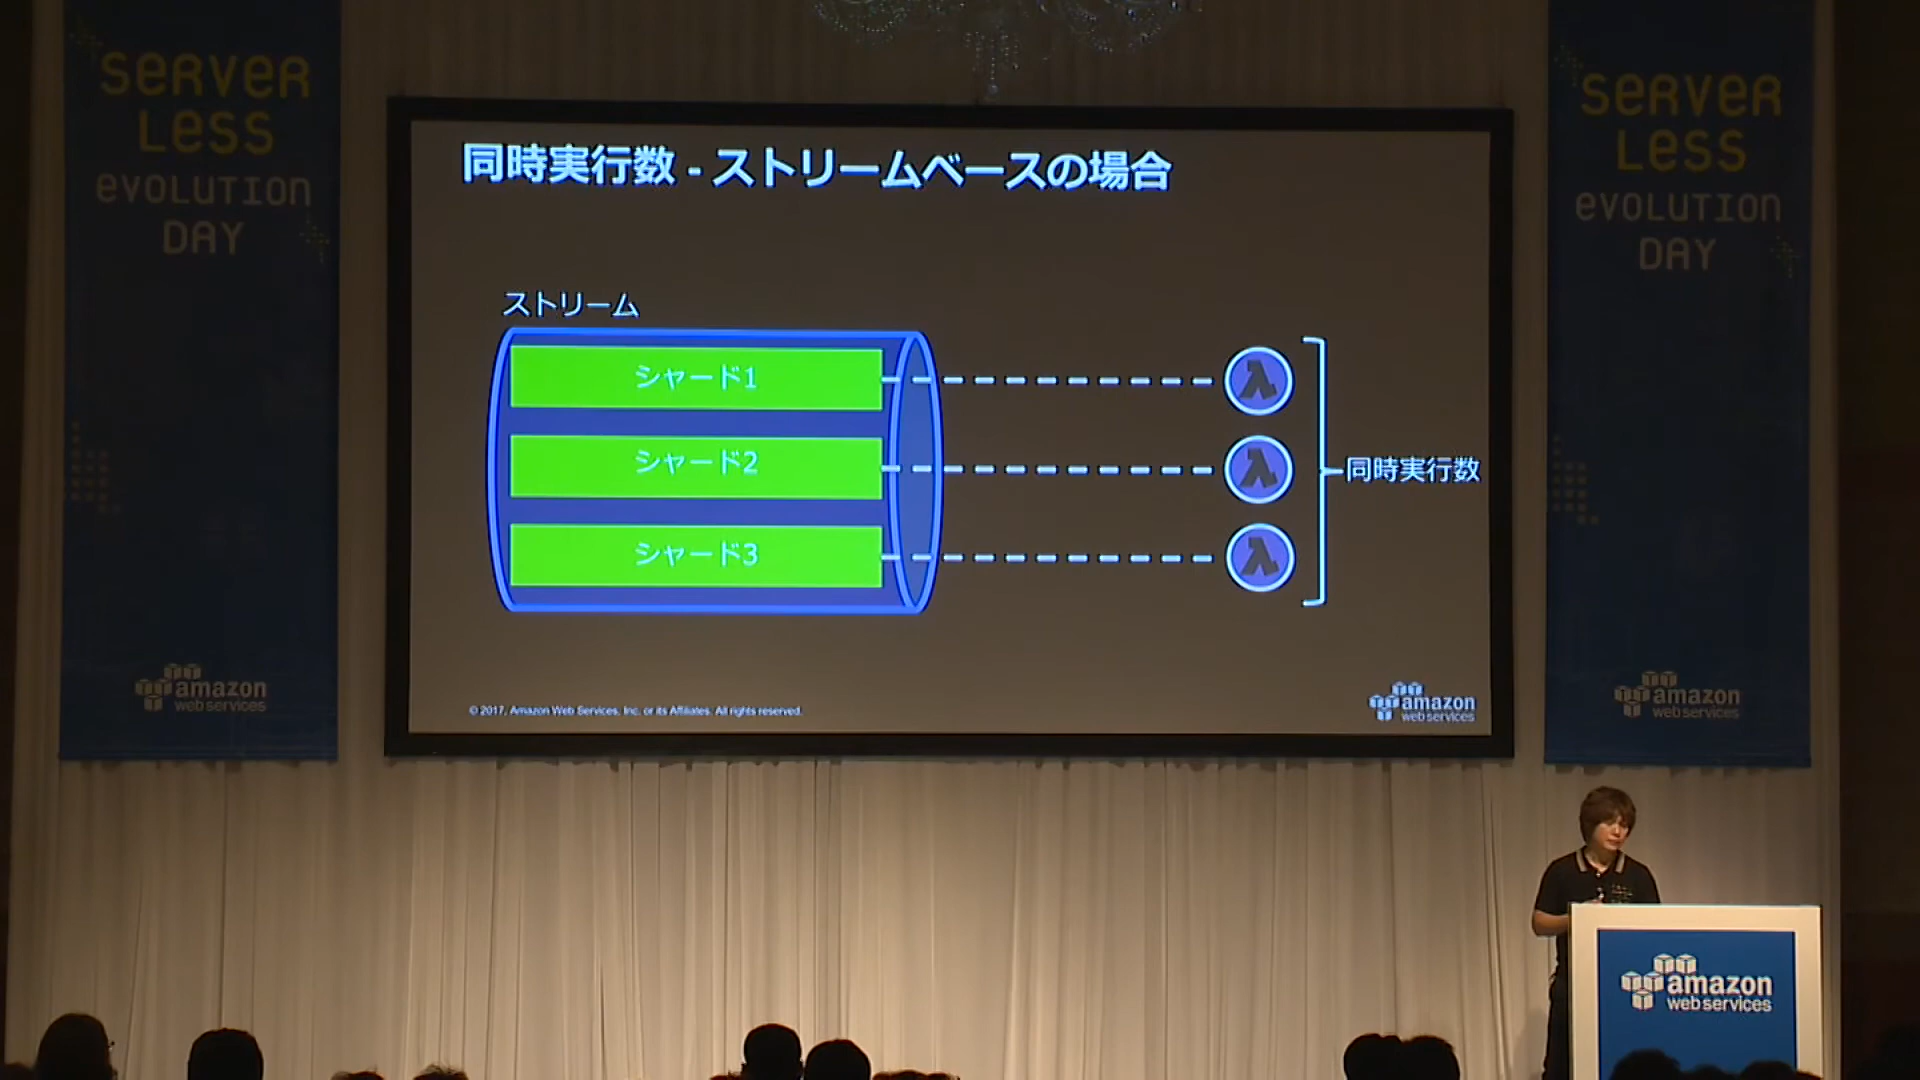 SERVER
LESS
EVOLUTION
DAY
amazon
web services
同時実行数 - ストリームベースの場合
ストリーム
シャード1
シャード2
シャード3
同時実行数
© 2017, Amazon Web Services, Inc. or its Affiliates. All rights reserved.
amazon
web services
SERVER
LESS
EVOLUTION
DAY
amazon
web services
amazon
web services